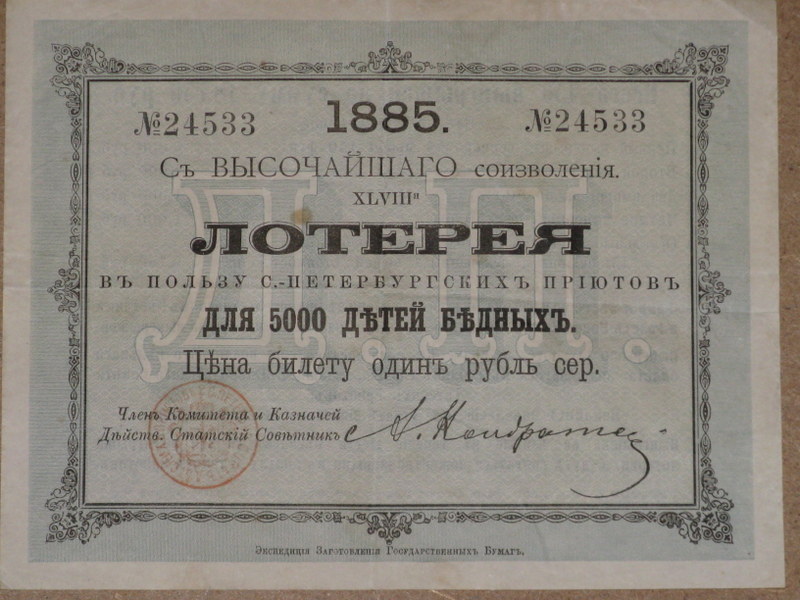 №24533 1885. №24533
Съ ВЫСОЧАЙШАГО соизволенія.
XLVIIIя
ЛОТЕРЕЯ
ВЪ ПОЛЬЗУ С.-ПЕТЕРБУРГСКИХЪ ПРІЮТОВЪ
ДЛЯ 5000 ДѢТЕЙ БѢДНЫХЪ.
Цѣна билету одинъ рубль сер.
Членъ Комитета и Казначей
Дѣйств. Статскій Совѣтникъ
Д. П.
Экспедиція Заготовленія Государственныхъ Бумагъ.